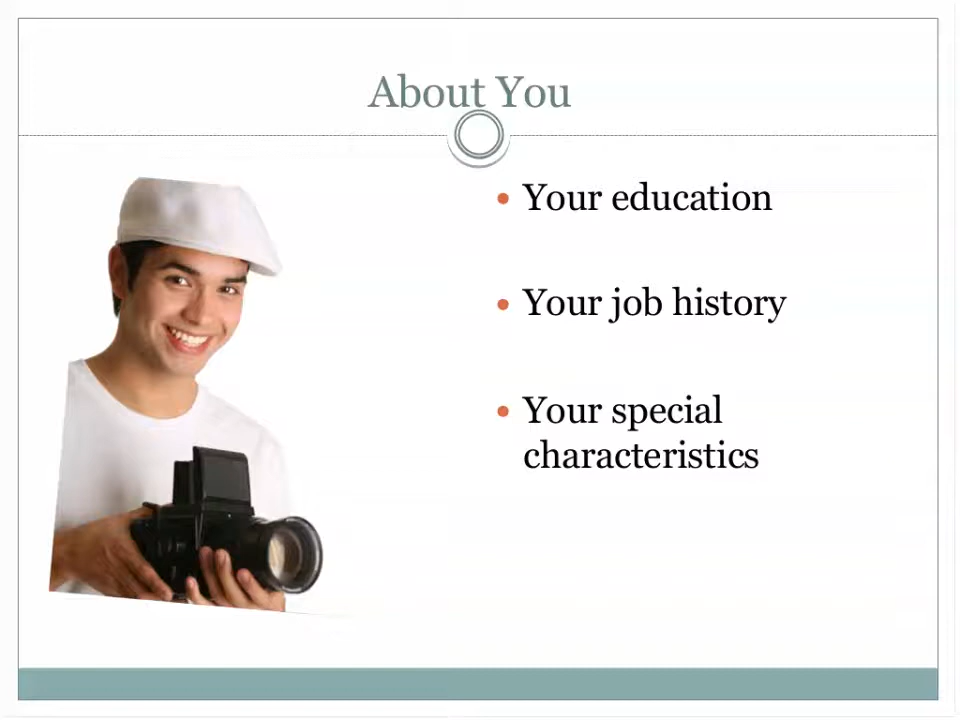 About You
• Your education
• Your job history
• Your special
characteristics